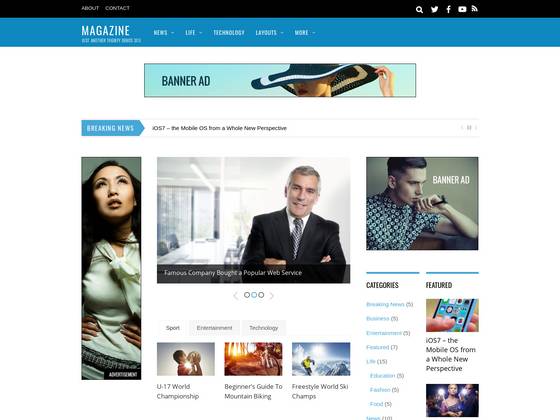 ABOUT CONTACT
MAGAZINE
JUST ANOTHER THEMIFY DEMOS SITE
NEWS LIFE TECHNOLOGY LAYOUTS MORE
BANNER AD
BREAKING NEWS
iOS7 – the Mobile OS from a Whole New Perspective
BANNER AD
Famous Company Bought a Popular Web Service
ADVERTISEMENT
Sport Entertainment Technology
U-17 World
Championship
Beginner's Guide To
Mountain Biking
Freestyle World Ski
Champs
CATEGORIES
Breaking News (5)
Business (5)
Entertainment (5)
Featured (7)
Life (15)
Education (5)
Fashion (5)
Food (5)
News (10)
FEATURED
iOS7 – the
Mobile OS from
a Whole New
Perspective